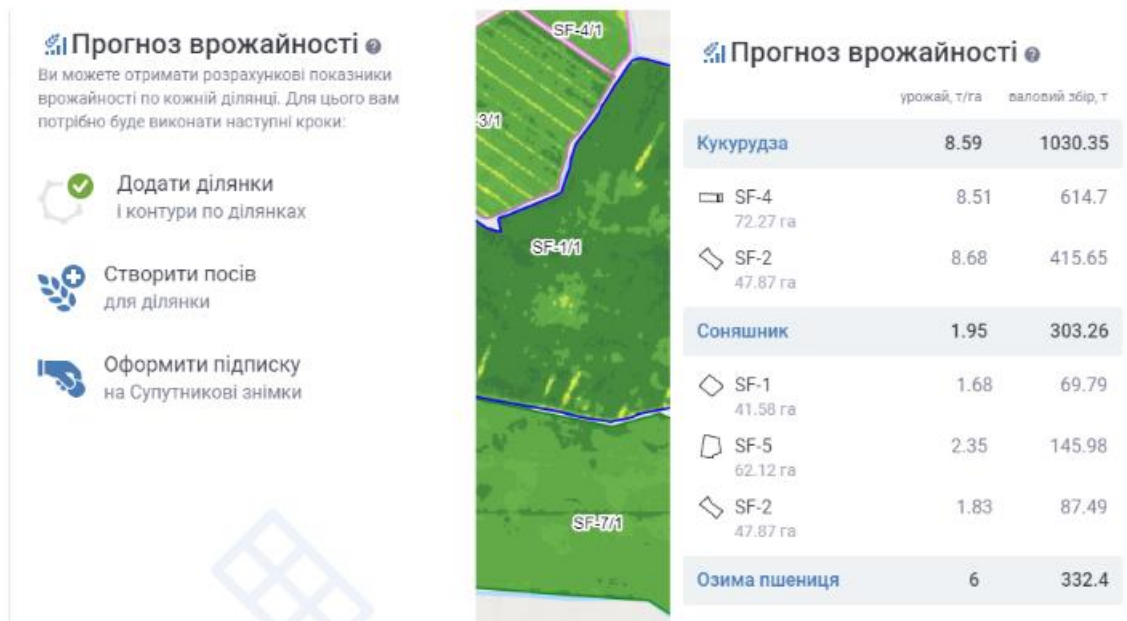 Прогноз врожайності
Ви можете отримати розрахункові показники
врожайності по кожній ділянці. Для цього вам
потрібно буде виконати наступні кроки:
Додати ділянки
і контури по ділянках
Створити посів
для ділянки
Оформити підписку
на Супутникові знімки
SF-4/1
3/1
SF-1/1
SF-7/1
Прогноз врожайності
урожай, т/га валовий збір, т
Кукурудза 8.59 1030.35
SF-4 8.51 614.7
72.27 га
SF-2 8.68 415.65
47.87 га
Соняшник 1.95 303.26
SF-1 1.68 69.79
41.58 га
SF-5 2.35 145.98
62.12 га
SF-2 1.83 87.49
47.87 га
Озима пшениця 6 332.4